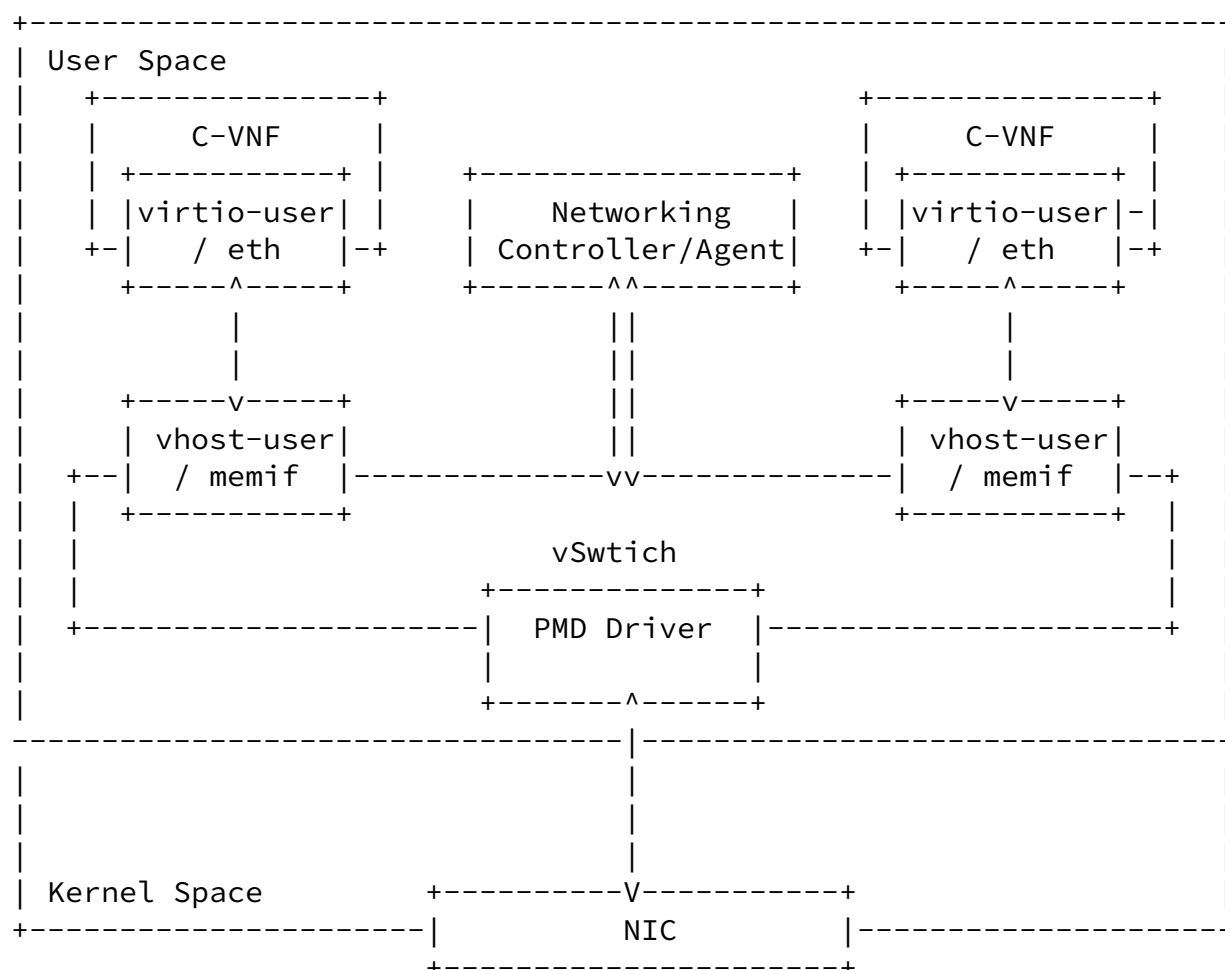 User Space
C-VNF C-VNF
virtio-user Networking virtio-user
/ eth Controller/Agent / eth
vhost-user vhost-user
/ memif / memif
vSwtich
PMD Driver
Kernel Space
NIC